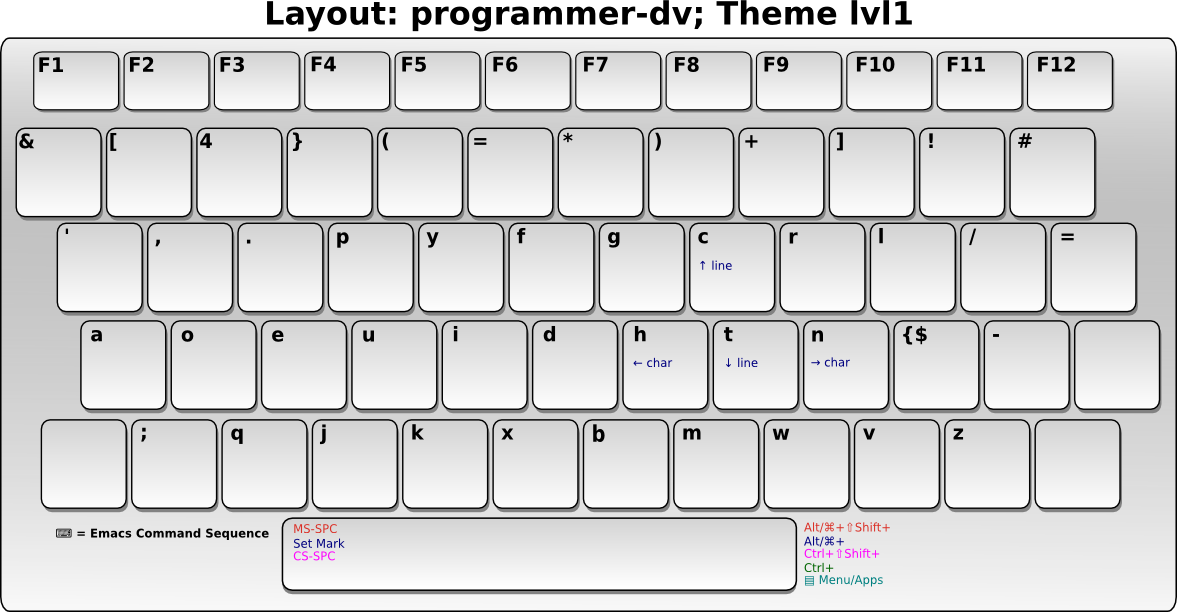 Layout: programmer-dv; Theme lvl1
F1 F2 F3 F4 F5 F6 F7 F8 F9 F10 F11 F12
& [ 4 } ( = * ) + ] ! #
' , . p y f g c r l / =
↑ line
a o e u i d h t n {$ -
← char ↓ line → char
; q j k x b m w v z
⌨ = Emacs Command Sequence
MS-SPC
Set Mark
CS-SPC
Alt/⌘+⇧Shift+
Alt/⌘+
Ctrl+⇧Shift+
Ctrl+
▤ Menu/Apps